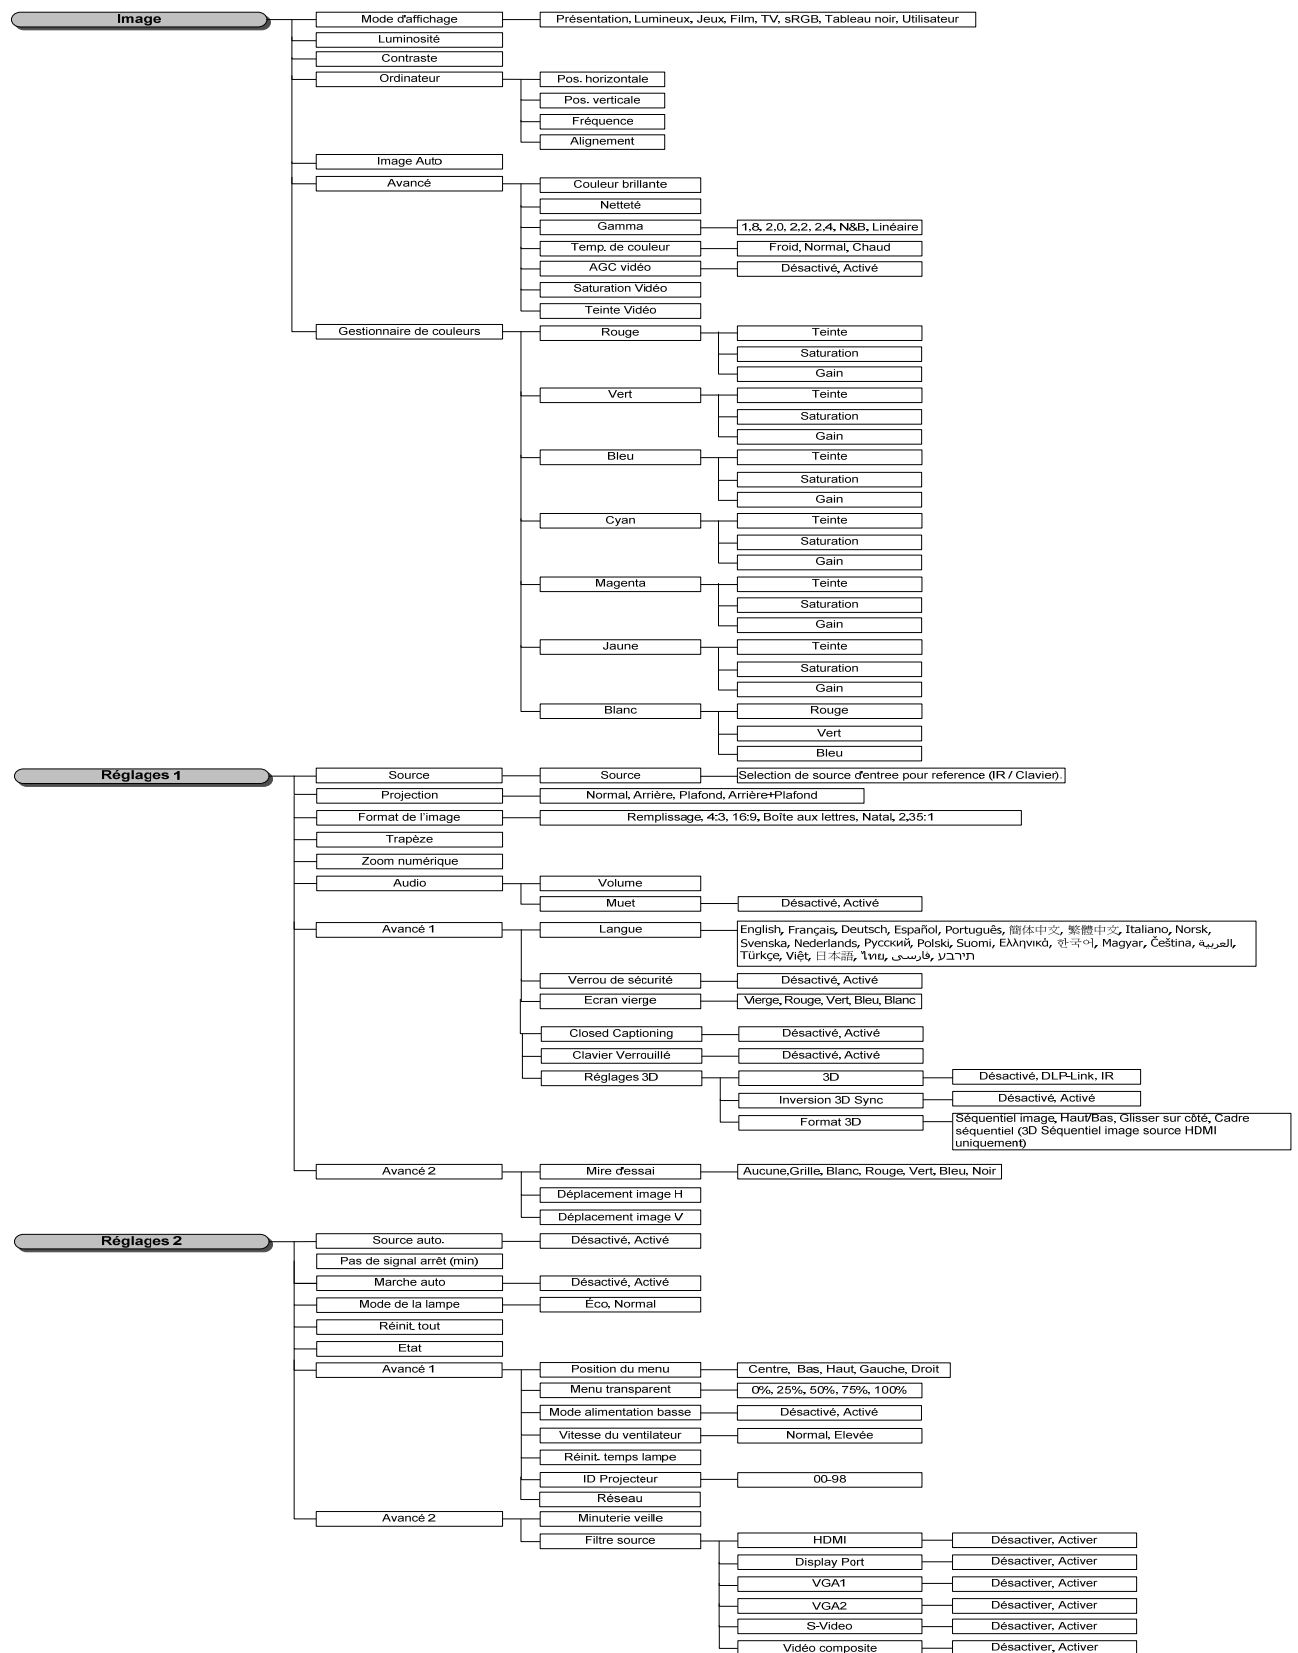 Image
Mode d'affichage
Présentation, Lumineux, Jeux, Film, TV, sRGB, Tableau noir, Utilisateur
Luminosité
Contraste
Ordinateur
Pos. horizontale
Pos. verticale
Fréquence
Alignement
Image Auto
Avancé
Couleur brillante
Netteté
Gamma
1,8, 2,0, 2,2, 2,4, N&B, Linéaire
Temp. de couleur
Froid, Normal, Chaud
AGC vidéo
Désactivé, Activé
Saturation Vidéo
Teinte Vidéo
Gestionnaire de couleurs
Rouge
Teinte
Saturation
Gain
Vert
Teinte
Saturation
Gain
Bleu
Teinte
Saturation
Gain
Cyan
Teinte
Saturation
Gain
Magenta
Teinte
Saturation
Gain
Jaune
Teinte
Saturation
Gain
Blanc
Rouge
Vert
Bleu
Réglages 1
Source
Source
Selection de source d'entree pour reference (IR / Clavier).
Projection
Normal, Arrière, Plafond, Arrière+Plafond
Format de l'image
Remplissage, 4:3, 16:9, Boîte aux lettres, Natal, 2,35:1
Trapèze
Zoom numérique
Audio
Volume
Muet
Désactivé, Activé
Avancé 1
Langue
English, Français, Deutsch, Español, Português, 簡体中文, 繁體中文, Italiano, Norsk,
Svenska, Nederlands, Русский, Polski, Suomi, Ελληνικά, 한국어, Magyar, Čeština, العربية,
Türkçe, Việt, 日本語, ไทย, فارسی, תירבע
Verrou de sécurité
Désactivé, Activé
Ecran vierge
Vierge, Rouge, Vert, Bleu, Blanc
Closed Captioning
Désactivé, Activé
Clavier Verrouillé
Désactivé, Activé
Réglages 3D
3D
Désactivé, DLP-Link, IR
Inversion 3D Sync
Désactivé, Activé
Format 3D
Séquentiel image, Haut/Bas, Glisser sur côté, Cadre
séquentiel (3D Séquentiel image source HDMI
uniquement)
Avancé 2
Mire d'essai
Aucune,Grille, Blanc, Rouge, Vert, Bleu, Noir
Déplacement image H
Déplacement image V
Réglages 2
Source auto.
Désactivé, Activé
Pas de signal arrêt (min)
Marche auto
Désactivé, Activé
Mode de la lampe
Éco, Normal
Réinit. tout
Etat
Avancé 1
Position du menu
Centre, Bas, Haut, Gauche, Droit
Menu transparent
0%, 25%, 50%, 75%, 100%
Mode alimentation basse
Désactivé, Activé
Vitesse du ventilateur
Normal, Elevée
Réinit. temps lampe
ID Projecteur
00-98
Réseau
Avancé 2
Minuterie veille
Filtre source
HDMI
Désactiver, Activer
Display Port
Désactiver, Activer
VGA1
Désactiver, Activer
VGA2
Désactiver, Activer
S-Video
Désactiver, Activer
Vidéo composite
Désactiver, Activer